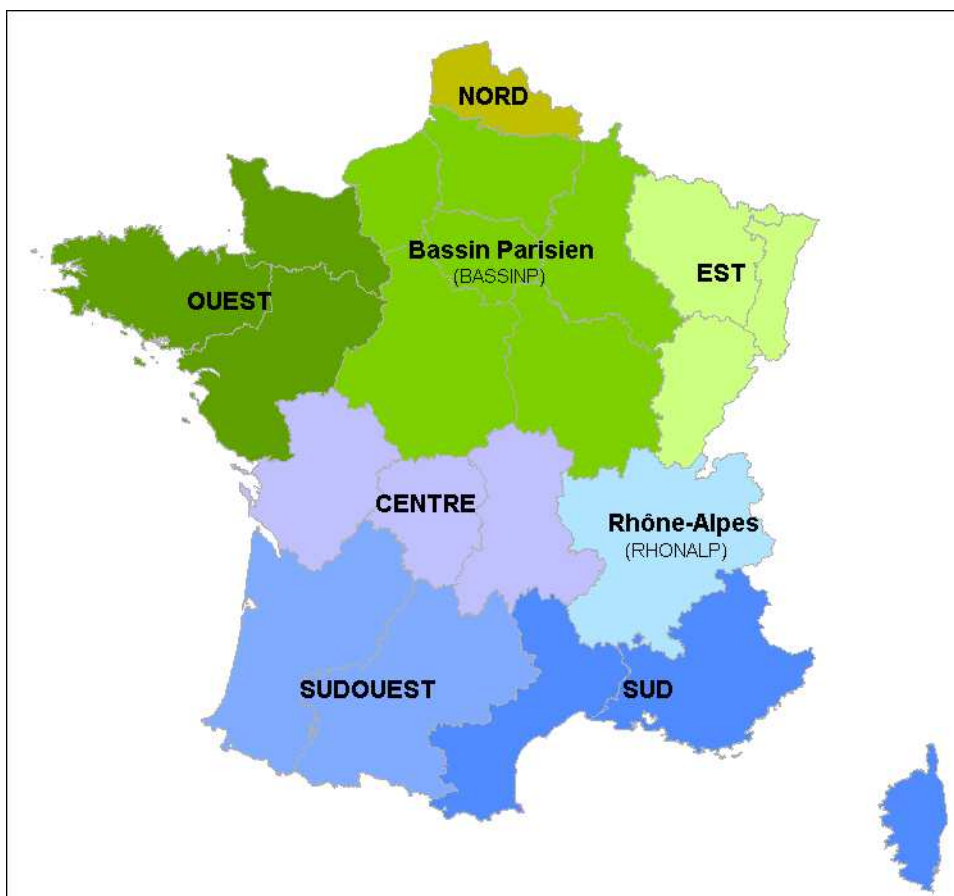 NORD
Bassin Parisien
(BASSINP)
EST
OUEST
CENTRE
Rhône-Alpes
(RHONALP)
SUDOUEST
SUD